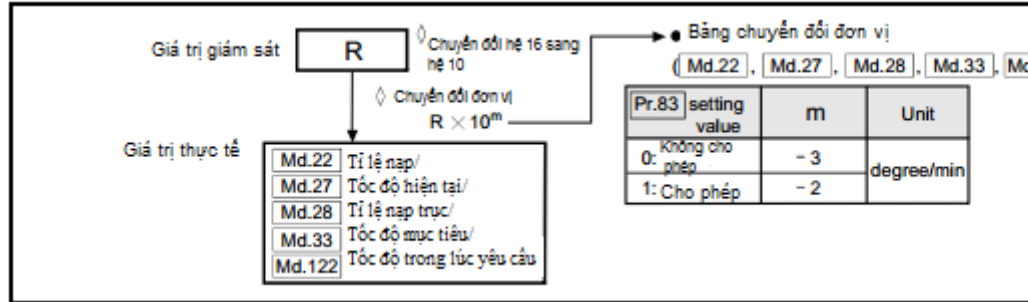 Giá trị giám sát
R
◊ Chuyển đổi hệ 16 sang
hệ 10
◊ Chuyển đổi đơn vị
R × 10^m
● Bảng chuyển đổi đơn vị
( Md.22 , Md.27 , Md.28 , Md.33 ,
Pr.83 setting value | m | Unit
0: Không cho phép | − 3 | degree/min
1: Cho phép | − 2
Giá trị thực tế
Md.22 Tỉ lệ nạp/
Md.27 Tốc độ hiện tại/
Md.28 Tỉ lệ nạp trục/
Md.33 Tốc độ mục tiêu/
Md.122 Tốc độ trong lúc yêu cầu